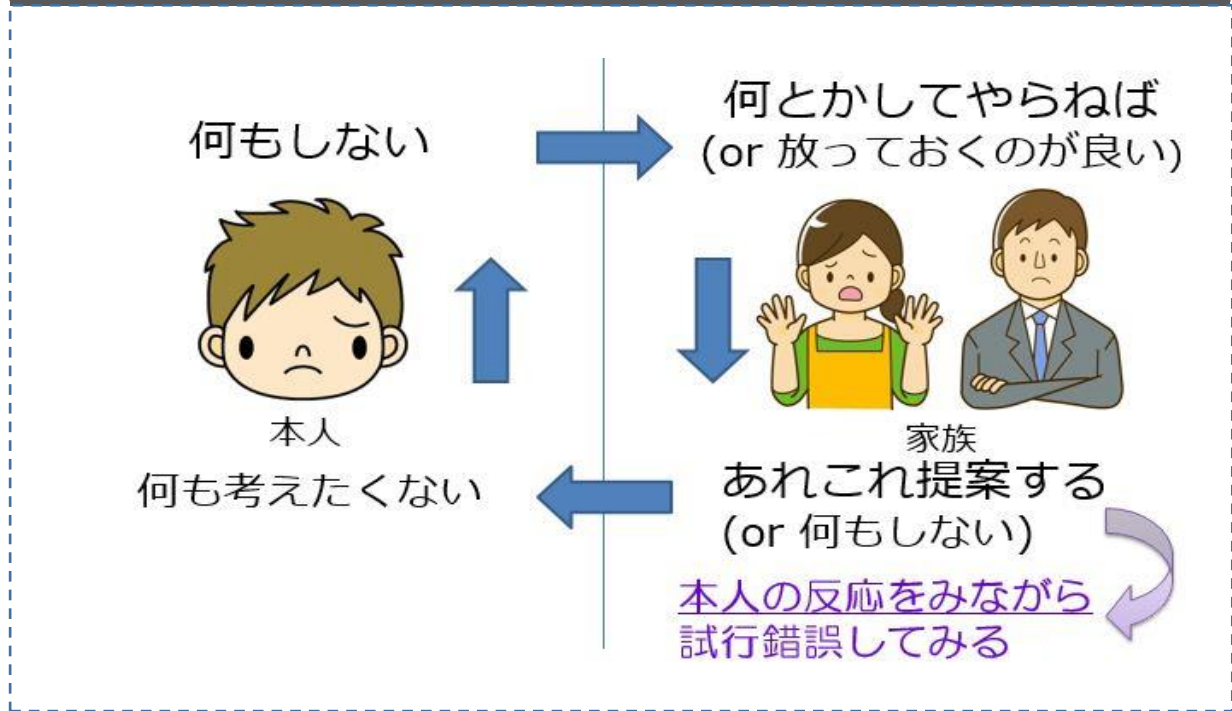 何もしない
何とかしてやらねば
(or 放っておくのが良い)
本人
家族
何も考えたくない
あれこれ提案する
(or 何もしない)
本人の反応をみながら
試行錯誤してみる